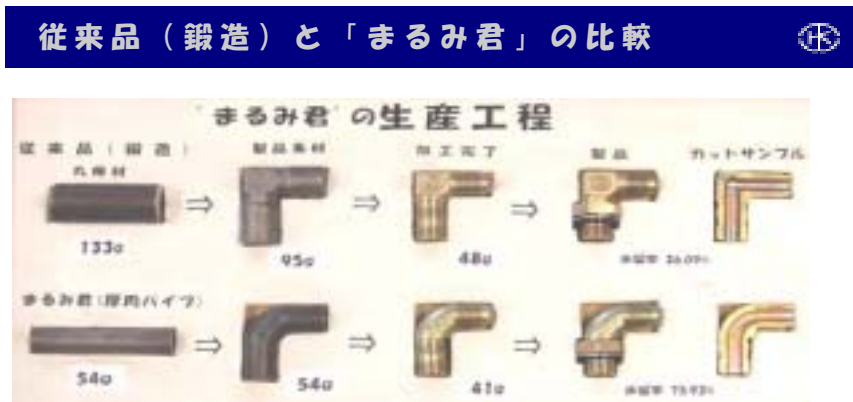 従来品（鍛造）と「まるみ君」の比較
"まるみ君"の生産工程
従来品（鍛造） 製品素材 加工完了 製品 カットサンプル
丸棒材
⇒ ⇒ ⇒
133g 95g 48g
まるみ君（厚肉パイプ）
⇒ ⇒ ⇒
54g 54g 41g